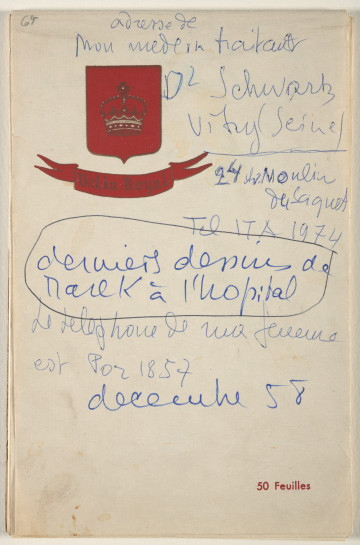 69
adresse de
mon medecin traitant
Dr Schwartz
Vitry (Seine)
24 du Moulin
de Saquet
Tel ITA 1974
derniers dessins de
Marek à l'hopital
Le telephone de ma femme
est Por 1857
decembre 58
50 Feuilles